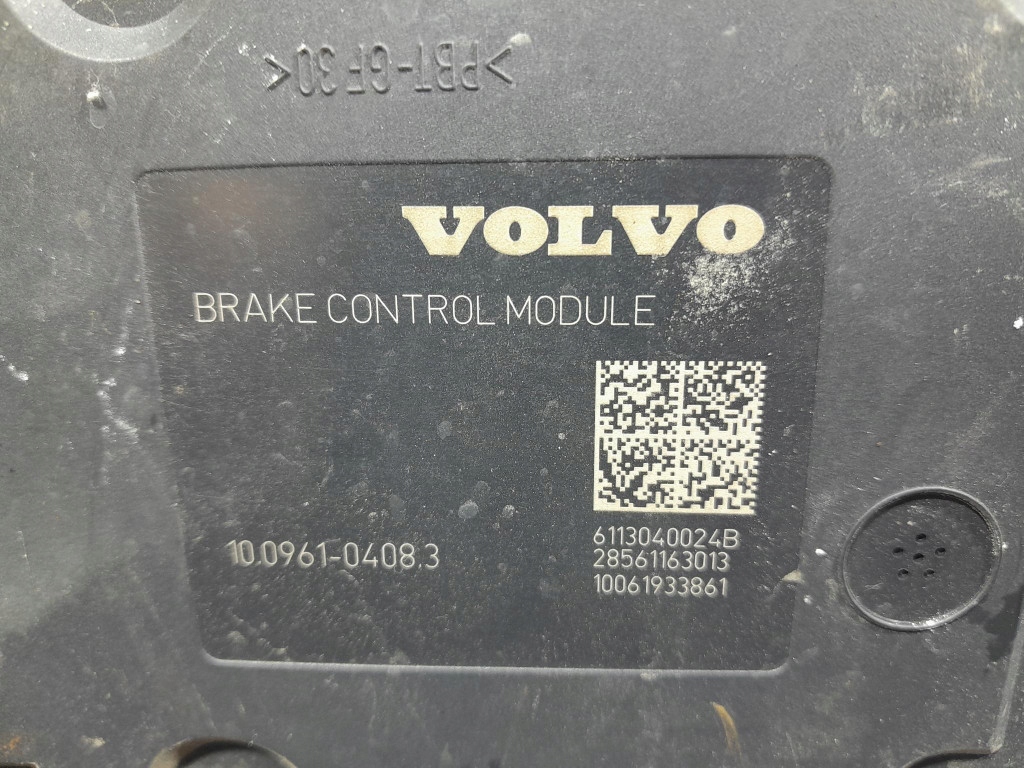 >PBT-GF30<
VOLVO
BRAKE CONTROL MODULE
10.0961-0408.3
6113040024B
28561163013
10061933861